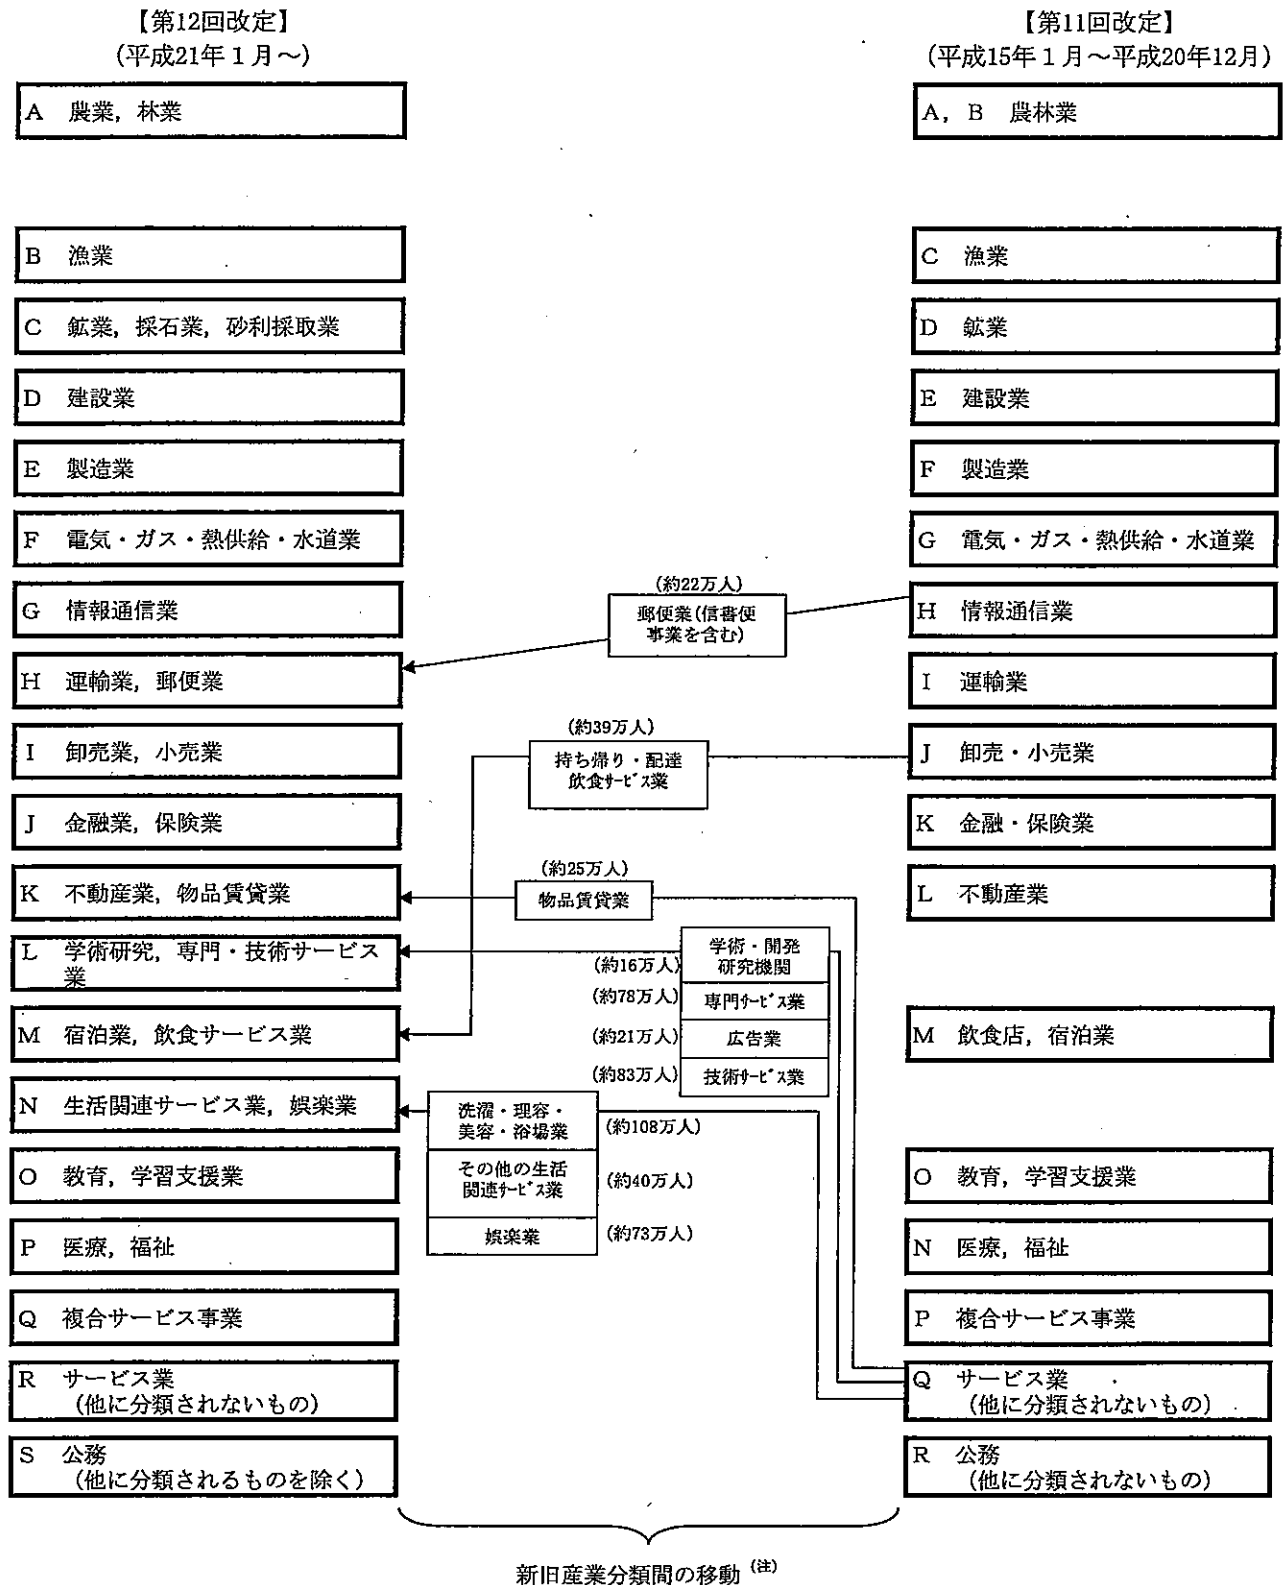 【第12回改定】
(平成21年１月～)
【第11回改定】
(平成15年１月～平成20年12月)
A 農業，林業
B 漁業
C 鉱業，採石業，砂利採取業
D 建設業
E 製造業
F 電気・ガス・熱供給・水道業
G 情報通信業
H 運輸業，郵便業
I 卸売業，小売業
J 金融業，保険業
K 不動産業，物品賃貸業
L 学術研究，専門・技術サービス
業
M 宿泊業，飲食サービス業
N 生活関連サービス業，娯楽業
O 教育，学習支援業
P 医療，福祉
Q 複合サービス事業
R サービス業
(他に分類されないもの)
S 公務
(他に分類されるものを除く)
(約22万人)
郵便業(信書便
事業を含む)
(約39万人)
持ち帰り・配達
飲食ｻｰﾋﾞｽ業
(約25万人)
物品賃貸業
学術・開発
研究機関
(約16万人)
(約78万人)
専門ｻｰﾋﾞｽ業
(約21万人)
広告業
(約83万人)
技術ｻｰﾋﾞｽ業
洗濯・理容・
美容・浴場業
(約108万人)
その他の生活
関連ｻｰﾋﾞｽ業
(約40万人)
娯楽業
(約73万人)
A，B 農林業
C 漁業
D 鉱業
E 建設業
F 製造業
G 電気・ガス・熱供給・水道業
H 情報通信業
I 運輸業
J 卸売・小売業
K 金融・保険業
L 不動産業
M 飲食店，宿泊業
O 教育，学習支援業
N 医療，福祉
P 複合サービス事業
Q サービス業
(他に分類されないもの)
R 公務
(他に分類されないもの)
新旧産業分類間の移動 (注)